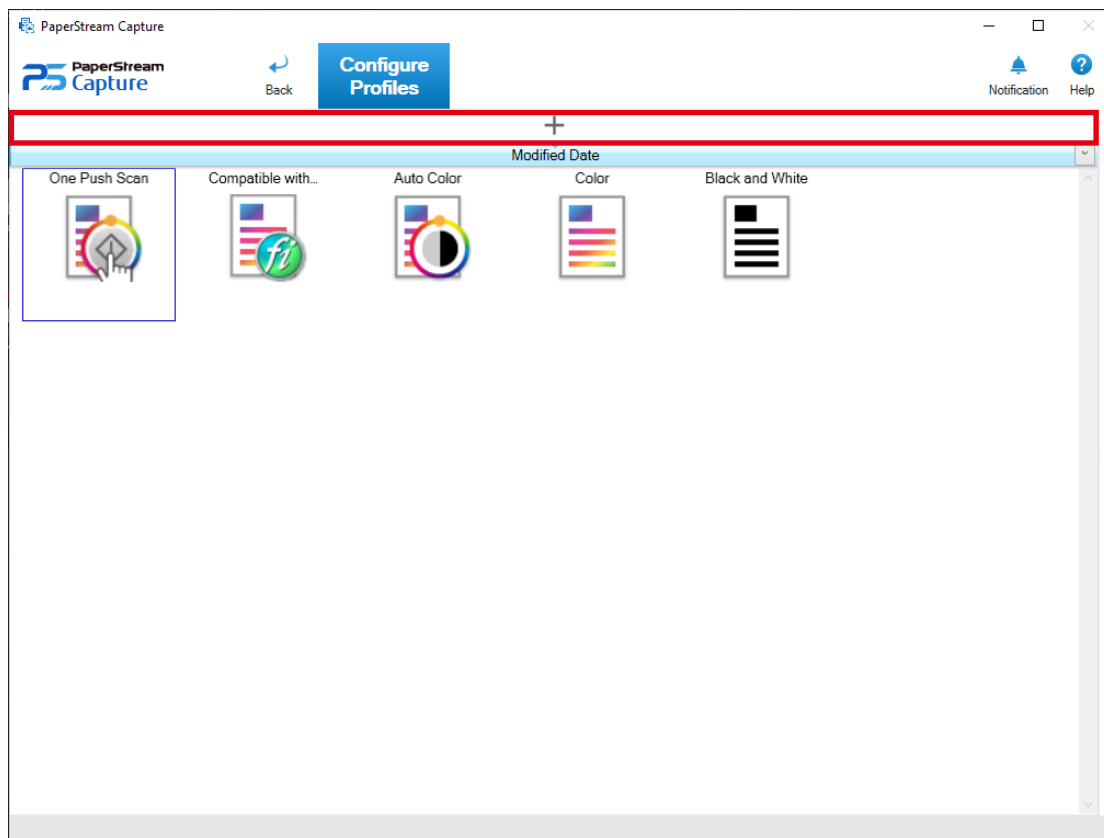 PaperStream Capture
PaperStream
Capture
Back
Configure
Profiles
Notification
Help
Modified Date
One Push Scan
Compatible with...
Auto Color
Color
Black and White